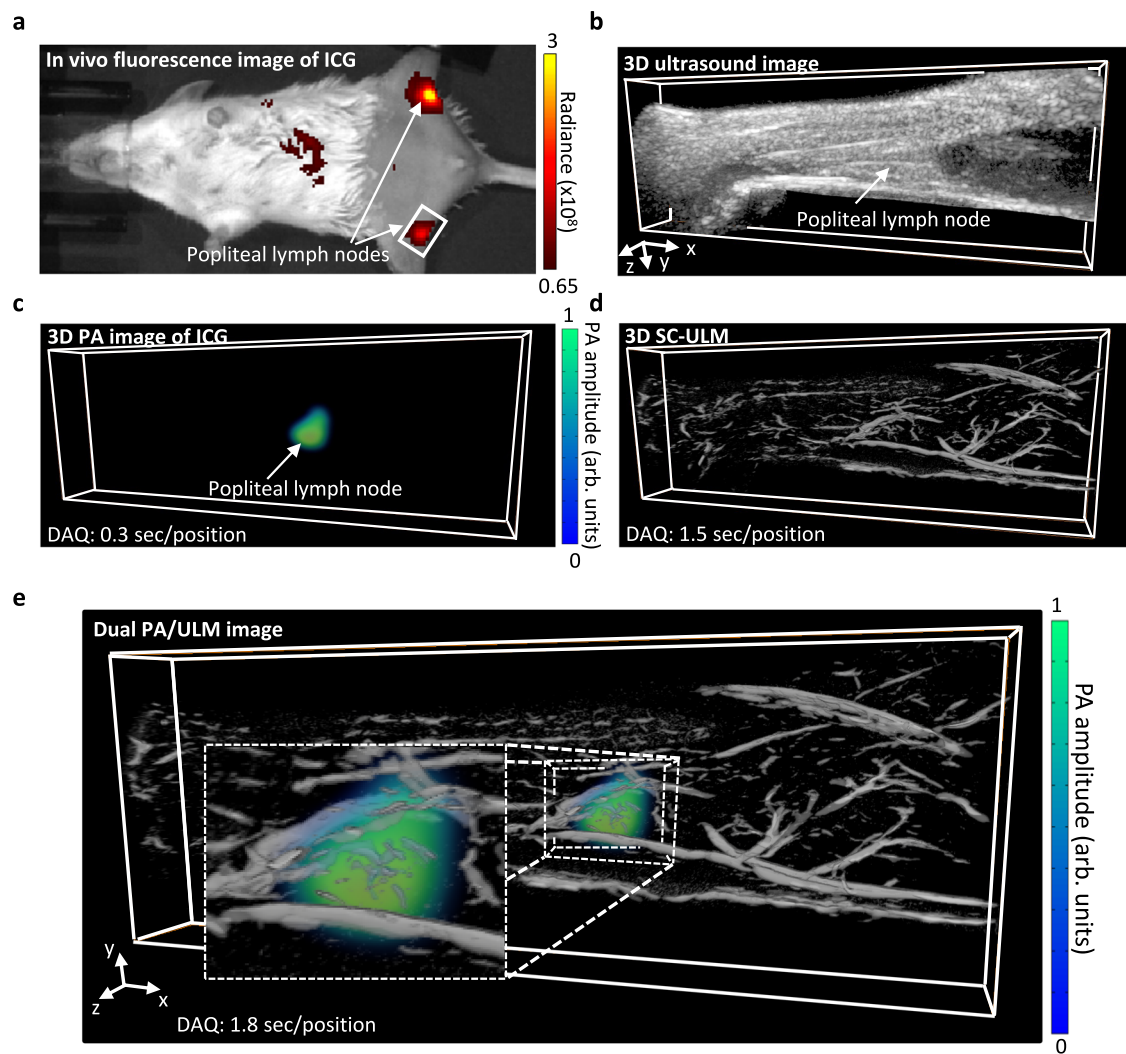 a
In vivo fluorescence image of ICG
3
Radiance (x10⁸)
0.65
Popliteal lymph nodes
b
3D ultrasound image
Popliteal lymph node
x
y
z
c
3D PA image of ICG
1
PA amplitude (arb. units)
0
Popliteal lymph node
DAQ: 0.3 sec/position
d
3D SC-ULM
DAQ: 1.5 sec/position
e
Dual PA/ULM image
1
PA amplitude (arb. units)
0
y
z
x
DAQ: 1.8 sec/position